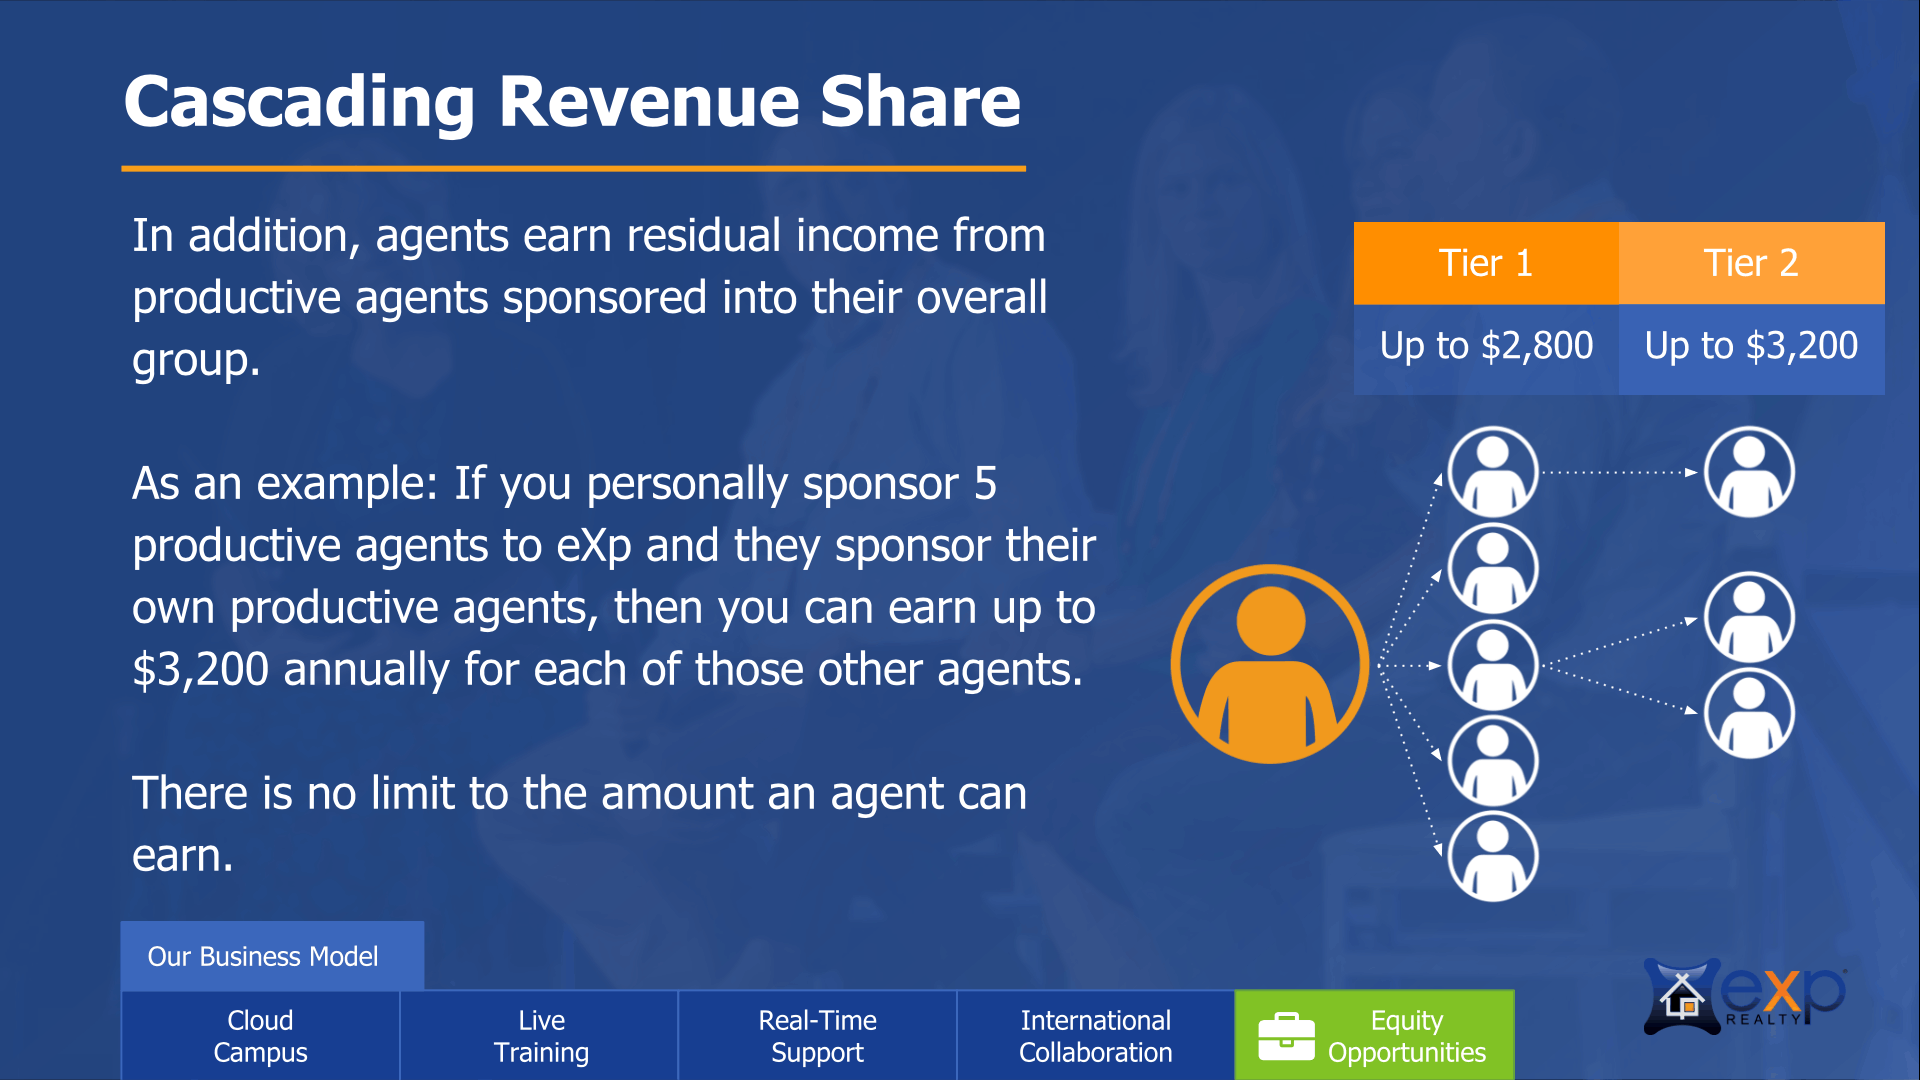 Cascading Revenue Share
In addition, agents earn residual income from
productive agents sponsored into their overall
group.
As an example: If you personally sponsor 5
productive agents to eXp and they sponsor their
own productive agents, then you can earn up to
$3,200 annually for each of those other agents.
There is no limit to the amount an agent can
earn.
Tier 1
Tier 2
Up to $2,800
Up to $3,200
Our Business Model
Cloud
Campus
Live
Training
Real-Time
Support
International
Collaboration
Equity
Opportunities
exp
REALTY